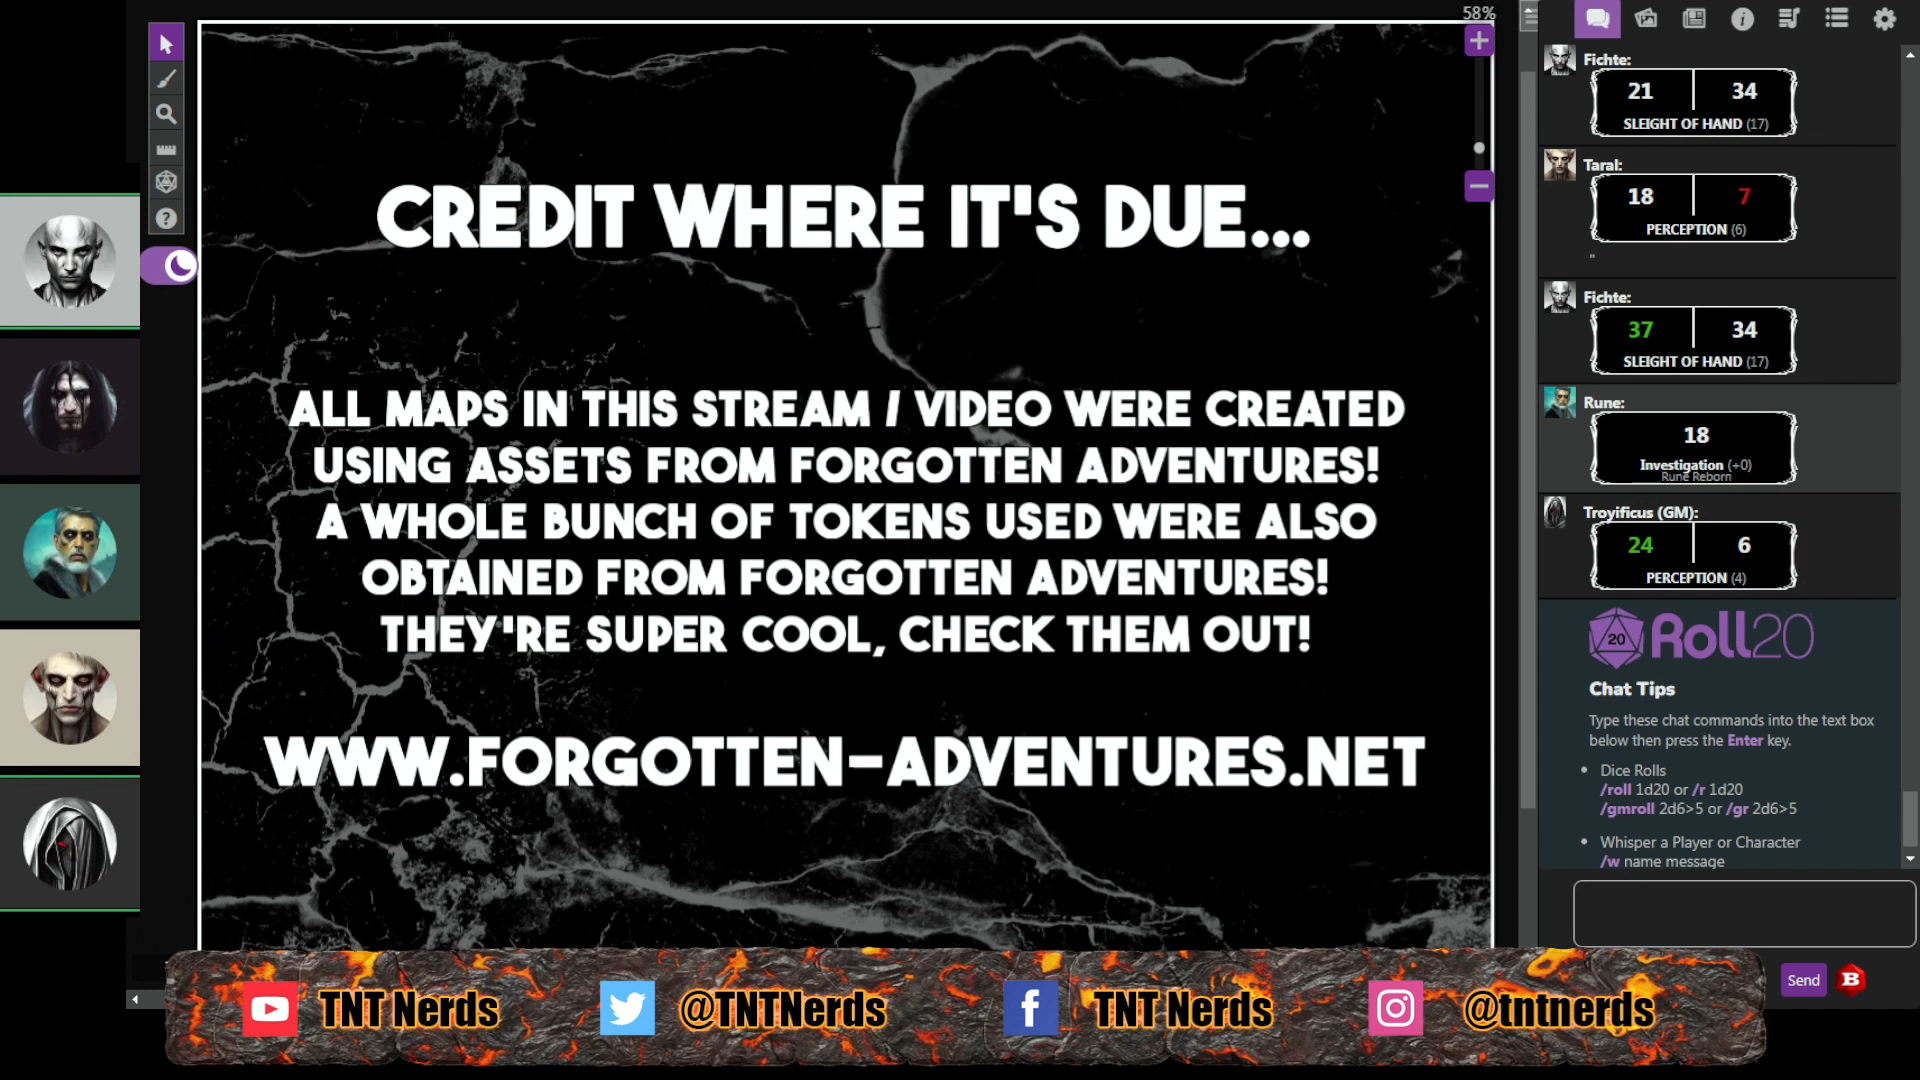 58%
CREDIT WHERE IT'S DUE...
ALL MAPS IN THIS STREAM / VIDEO WERE CREATED
USING ASSETS FROM FORGOTTEN ADVENTURES!
A WHOLE BUNCH OF TOKENS USED WERE ALSO
OBTAINED FROM FORGOTTEN ADVENTURES!
THEY'RE SUPER COOL, CHECK THEM OUT!
WWW.FORGOTTEN-ADVENTURES.NET
Fichte:
21 34
SLEIGHT OF HAND (17)
Taral:
18 7
PERCEPTION (6)
"
Fichte:
37 34
SLEIGHT OF HAND (17)
Rune:
18
Investigation (+0)
Rune Reborn
Troyificus (GM):
24 6
PERCEPTION (4)
20 Roll20
Chat Tips
Type these chat commands into the text box
below then press the Enter key.
• Dice Rolls
/roll 1d20 or /r 1d20
/gmroll 2d6>5 or /gr 2d6>5
• Whisper a Player or Character
/w name message
Send B
TNT Nerds @TNTNerds f TNT Nerds @tntnerds